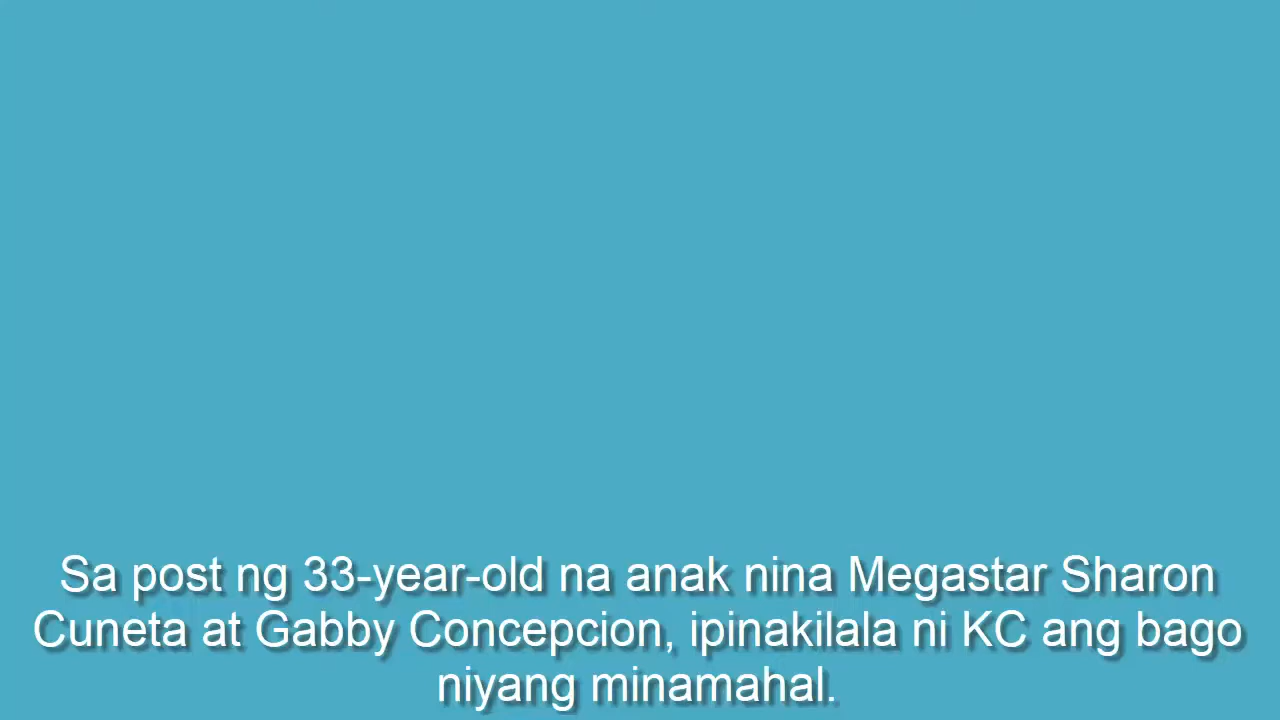 Sa post ng 33-year-old na anak nina Megastar Sharon
Cuneta at Gabby Concepcion, ipinakilala ni KC ang bago
niyang minamahal.